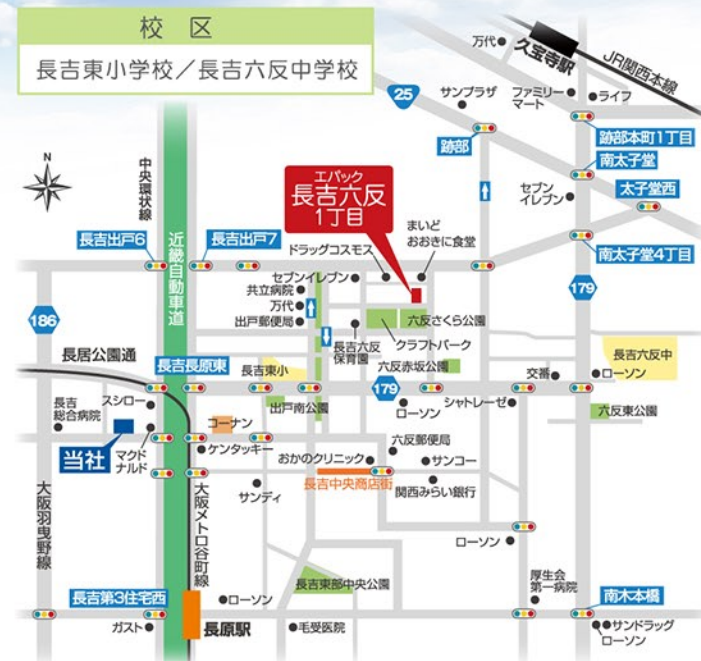 校 区
長吉東小学校／長吉六反中学校
万代
久宝寺駅
JR関西本線
25
サンプラザ
ファミリー
マート
ライフ
跡部
跡部本町1丁目
南太子堂
N
中央環状線
エバック
長吉六反
1丁目
セブン
イレブン
太子堂西
まいど
おおきに食堂
ドラッグコスモス
長吉出戸6
長吉出戸7
南太子堂4丁目
近畿自動車道
セブンイレブン
共立病院
万代
出戸郵便局
179
186
六反さくら公園
クラフトパーク
長吉六反
保育園
六反赤坂公園
長吉六反中
長居公園通
長吉長原東
長吉東小
179
交番
ローソン
長吉
総合病院
スシロー
出戸南公園
ローソン
シャトレーゼ
六反東公園
コーナン
当社
マクド
ナルド
ケンタッキー
六反郵便局
おかのクリニック
サンコー
長吉中央商店街
関西みらい銀行
サンディ
大阪羽曳野線
大阪メトロ谷町線
ローソン
長吉東部中央公園
厚生会
第一病院
長吉第3住宅西
ローソン
南木本橋
ガスト
長原駅
毛受医院
サンドラッグ
ローソン